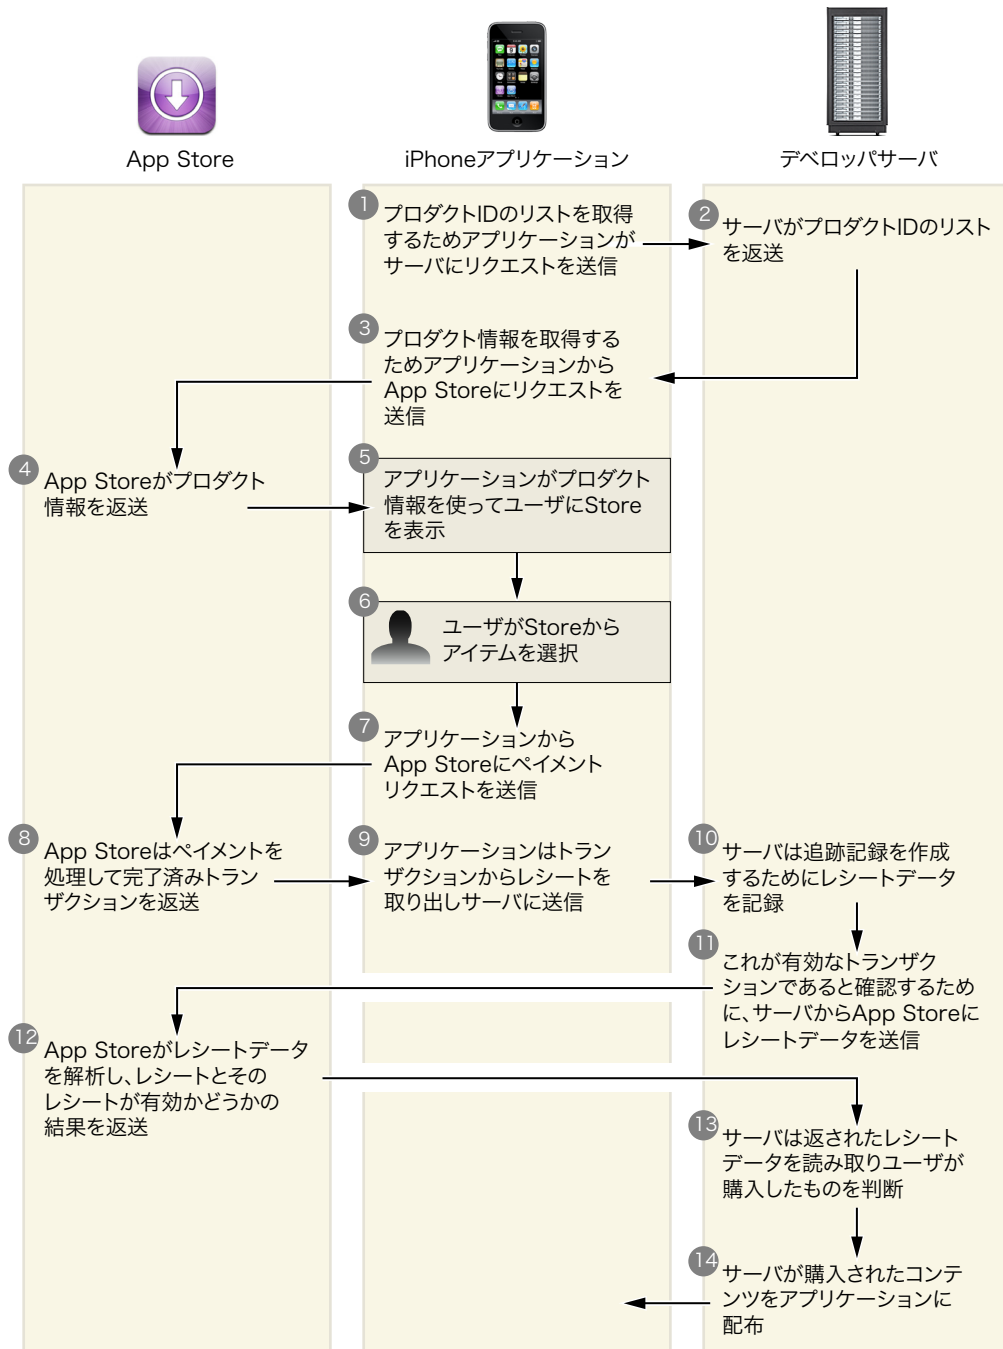 App Store
iPhoneアプリケーション
デベロッパサーバ
1
プロダクトIDのリストを取得
するためアプリケーションが
サーバにリクエストを送信
2
サーバがプロダクトIDのリスト
を返送
3
プロダクト情報を取得する
ためアプリケーションから
App Storeにリクエストを
送信
4
App Storeがプロダクト
情報を返送
5
アプリケーションがプロダクト
情報を使ってユーザにStore
を表示
6
ユーザがStoreから
アイテムを選択
7
アプリケーションから
App Storeにペイメント
リクエストを送信
8
App Storeはペイメントを
処理して完了済みトラン
ザクションを返送
9
アプリケーションはトラン
ザクションからレシートを
取り出しサーバに送信
10
サーバは追跡記録を作成
するためにレシートデータ
を記録
11
これが有効なトランザク
ションであると確認するため
に、サーバからApp Storeに
レシートデータを送信
12
App Storeがレシートデータ
を解析し、レシートとその
レシートが有効かどうかの
結果を返送
13
サーバは返されたレシート
データを読み取りユーザが
購入したものを判断
14
サーバが購入されたコンテ
ンツをアプリケーションに
配布